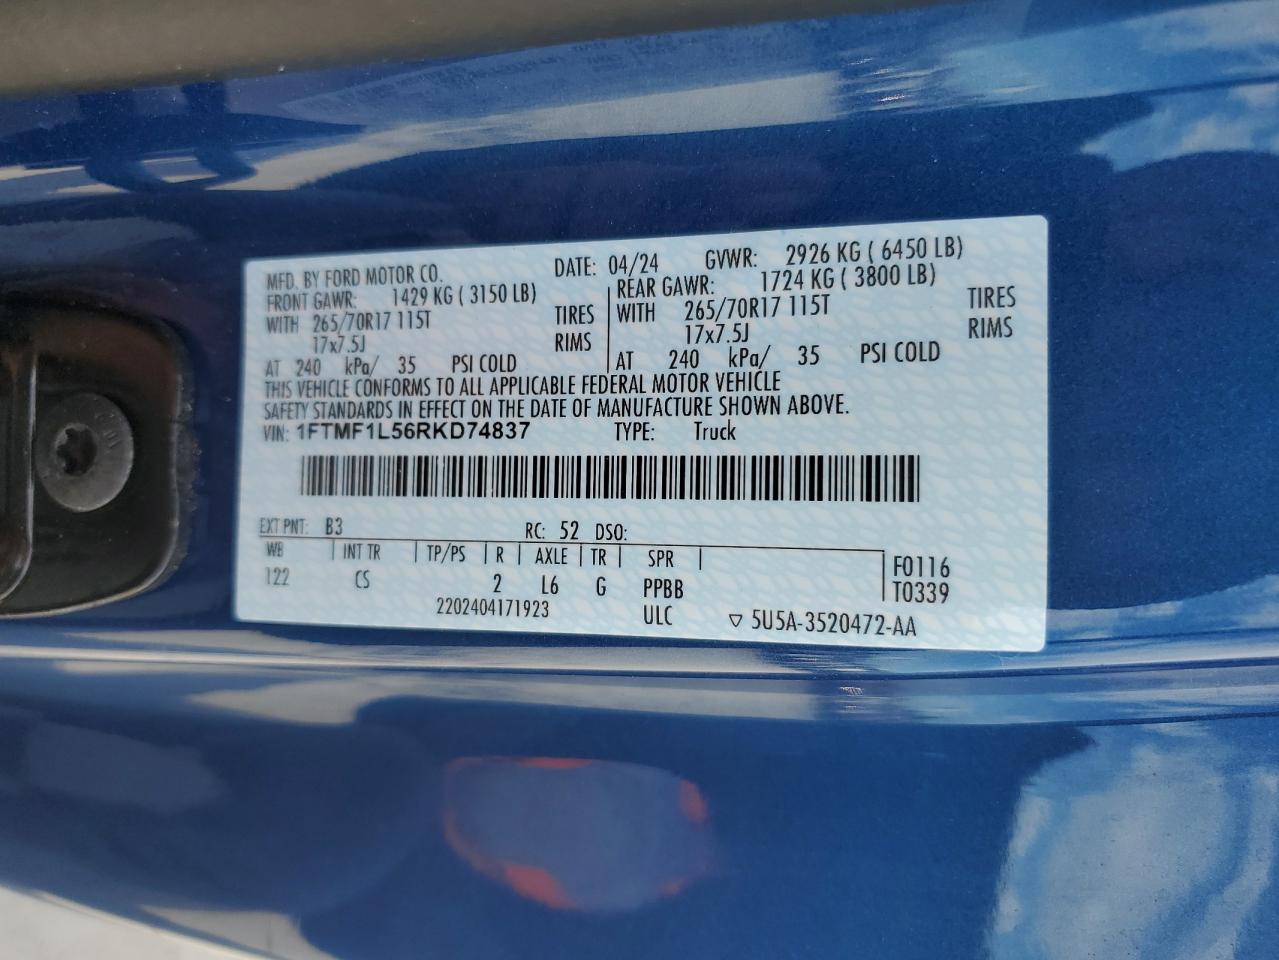 MFD. BY FORD MOTOR CO. DATE: 04/24 GVWR: 2926 KG ( 6450 LB)
FRONT GAWR: 1429 KG ( 3150 LB) REAR GAWR: 1724 KG ( 3800 LB)
WITH 265/70R17 115T TIRES WITH 265/70R17 115T TIRES
17x7.5J RIMS 17x7.5J RIMS
AT 240 kPa/ 35 PSI COLD AT 240 kPa/ 35 PSI COLD
THIS VEHICLE CONFORMS TO ALL APPLICABLE FEDERAL MOTOR VEHICLE
SAFETY STANDARDS IN EFFECT ON THE DATE OF MANUFACTURE SHOWN ABOVE.
VIN: 1FTMF1L56RKD74837 TYPE: Truck
EXT PNT: B3 RC: 52 DSO:
WB INT TR TP/PS R AXLE TR SPR F0116
122 CS 2 L6 G PPBB T0339
2202404171923 ULC ▽ 5U5A-3520472-AA